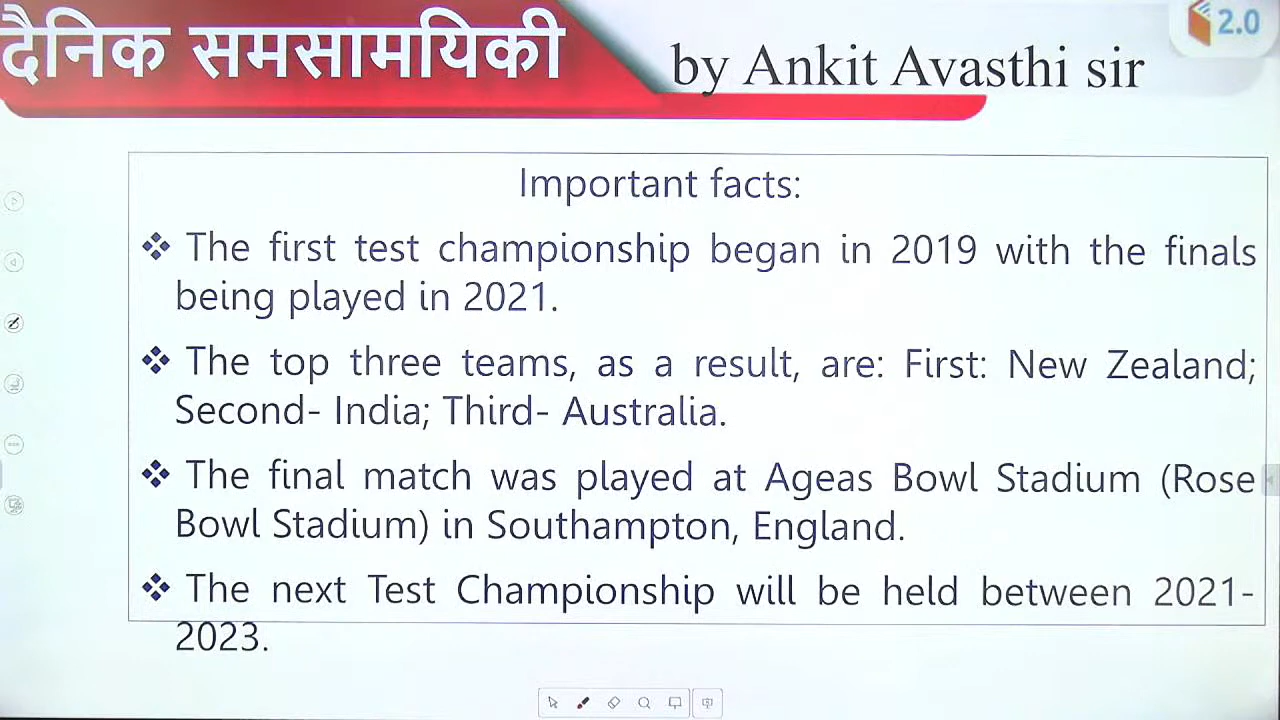 दैनिक समसामयिकी
by Ankit Avasthi sir
2.0
Important facts:
❖ The first test championship began in 2019 with the finals
being played in 2021.
❖ The top three teams, as a result, are: First: New Zealand;
Second- India; Third- Australia.
❖ The final match was played at Ageas Bowl Stadium (Rose
Bowl Stadium) in Southampton, England.
❖ The next Test Championship will be held between 2021-
2023.